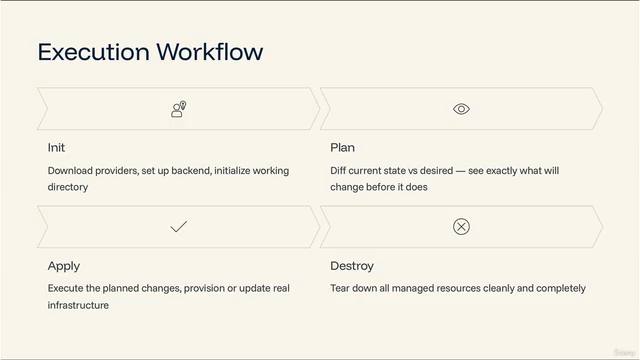 Execution Workflow
Init
Download providers, set up backend, initialize working
directory
Plan
Diff current state vs desired — see exactly what will
change before it does
Apply
Execute the planned changes, provision or update real
infrastructure
Destroy
Tear down all managed resources cleanly and completely